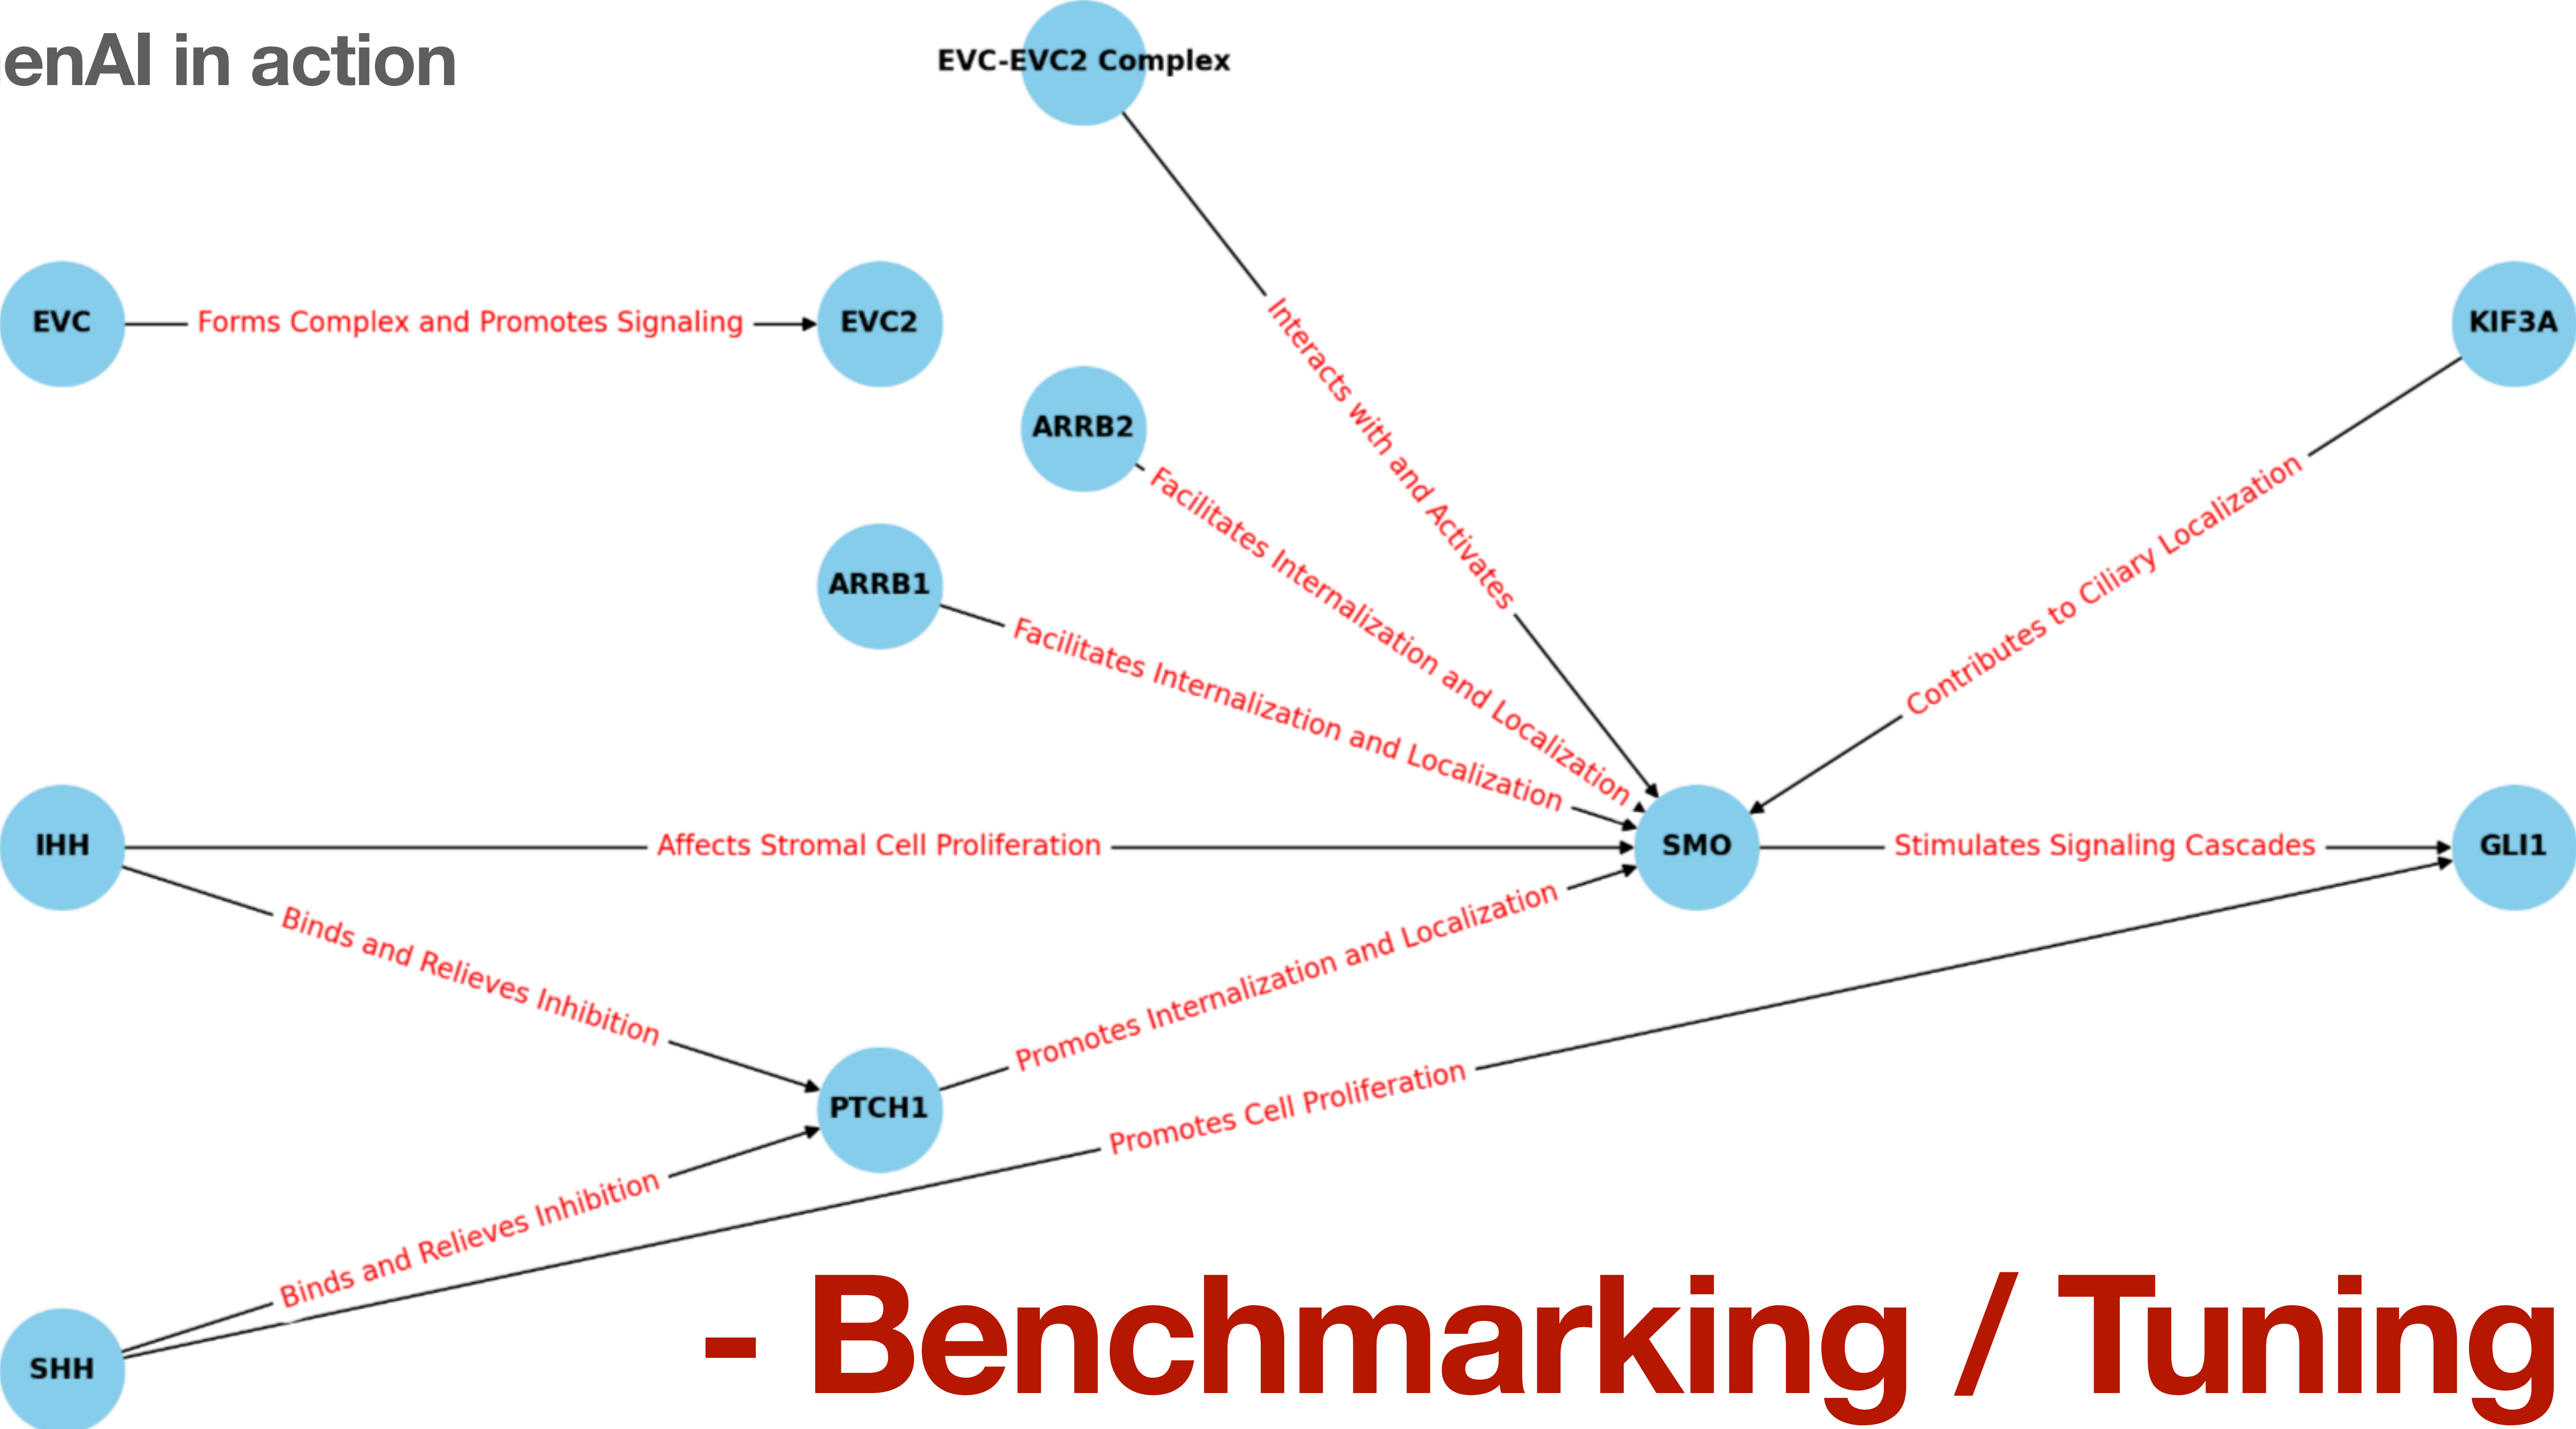 enAI in action
EVC-EVC2 Complex
EVC
Forms Complex and Promotes Signaling
EVC2
KIF3A
Interacts with and Activates
ARRB2
Facilitates Internalization and Localization
Contributes to Ciliary Localization
ARRB1
Facilitates Internalization and Localization
IHH
Affects Stromal Cell Proliferation
SMO
Stimulates Signaling Cascades
GLI1
Binds and Relieves Inhibition
Promotes Internalization and Localization
PTCH1
Promotes Cell Proliferation
Binds and Relieves Inhibition
SHH
- Benchmarking / Tuning